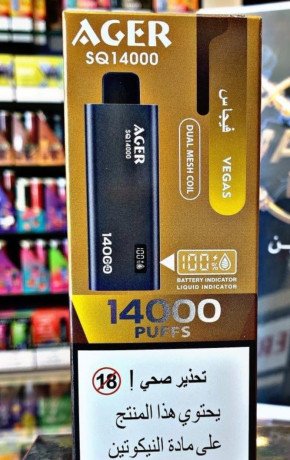 AGER
SQ14000
فيجاس
VEGAS
DUAL MESH COIL
AGER
SQ14000
14000
100%
BATTERY INDICATOR
LIQUID INDICATOR
14000
PUFFS
18
تحذير صحي !
يحتوي هذا المنتج
على مادة النيكوتين